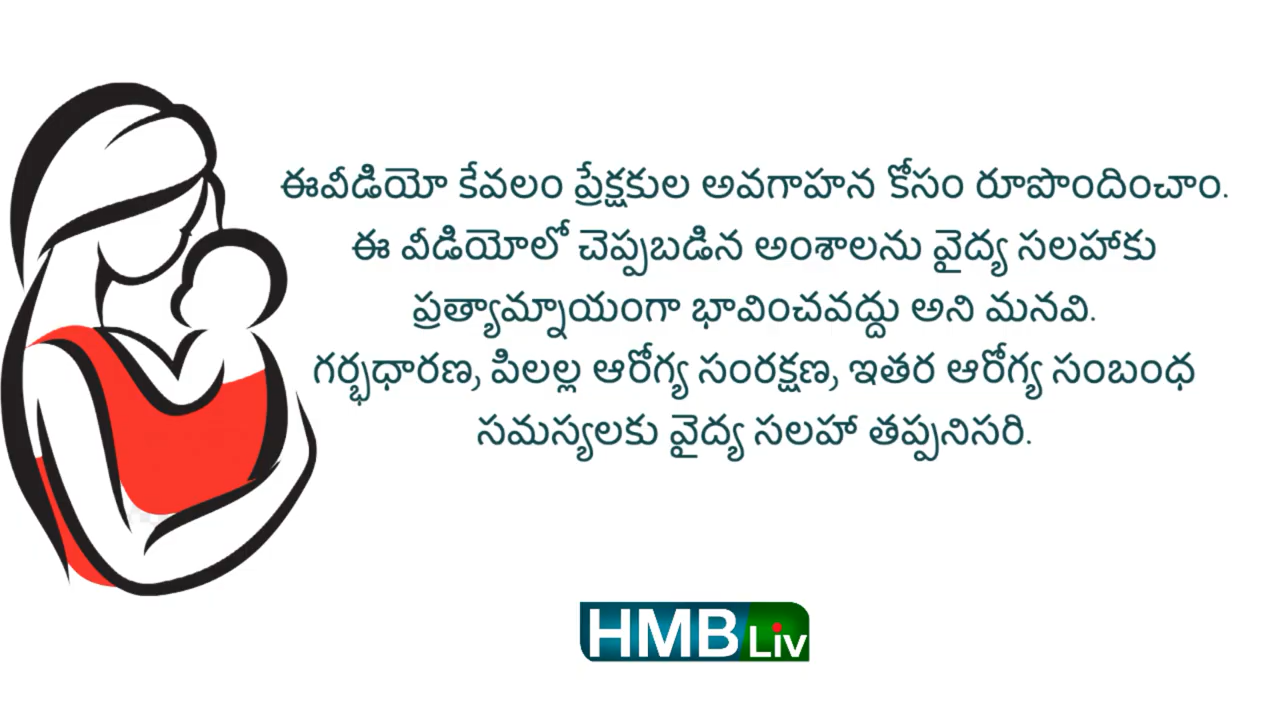 ఈవీడియో కేవలం ప్రేక్షకుల అవగాహన కోసం రూపొందించాం.
ఈ వీడియోలో చెప్పబడిన అంశాలను వైద్య సలహాకు
ప్రత్యామ్నాయంగా భావించవద్దు అని మనవి.
గర్భధారణ, పిలల్ల ఆరోగ్య సంరక్షణ, ఇతర ఆరోగ్య సంబంధ
సమస్యలకు వైద్య సలహా తప్పనిసరి.
HMB Liv